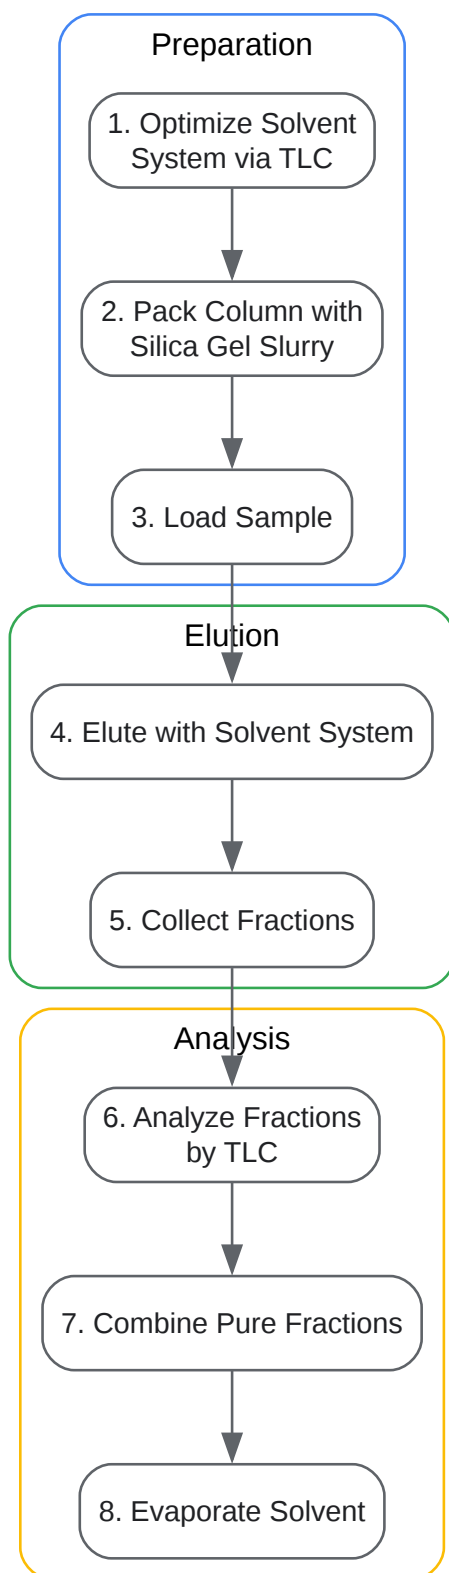 Preparation
1. Optimize Solvent
System via TLC
2. Pack Column with
Silica Gel Slurry
3. Load Sample
Elution
4. Elute with Solvent System
5. Collect Fractions
Analysis
6. Analyze Fractions
by TLC
7. Combine Pure Fractions
8. Evaporate Solvent